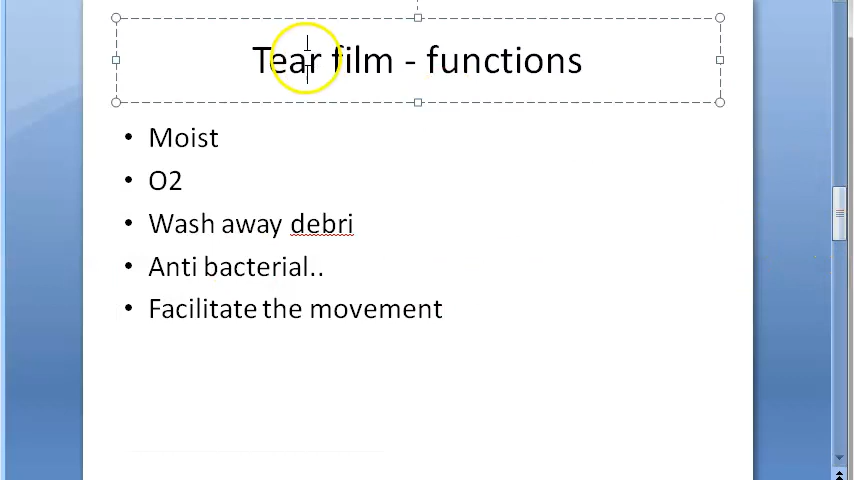 Tear film - functions
• Moist
• O2
• Wash away debri
• Anti bacterial..
• Facilitate the movement